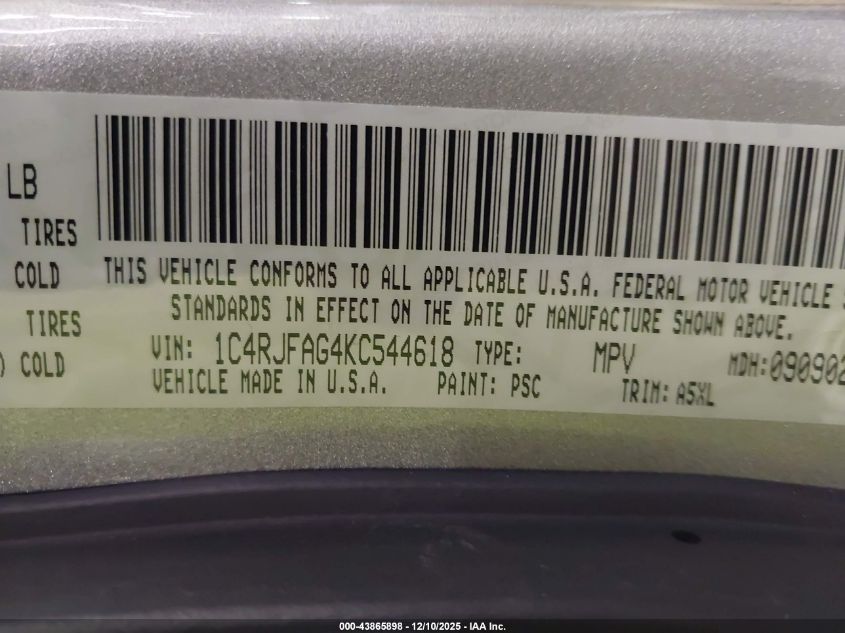 LB
TIRES
COLD
TIRES
) COLD
THIS VEHICLE CONFORMS TO ALL APPLICABLE U.S.A. FEDERAL MOTOR VEHICLE
STANDARDS IN EFFECT ON THE DATE OF MANUFACTURE SHOWN ABOVE.
VIN: 1C4RJFAG4KC544618 TYPE: MPV MDH:090902
VEHICLE MADE IN U.S.A. PAINT: PSC TRIM: A5XL
000-43865898 - 12/10/2025 - IAA Inc.